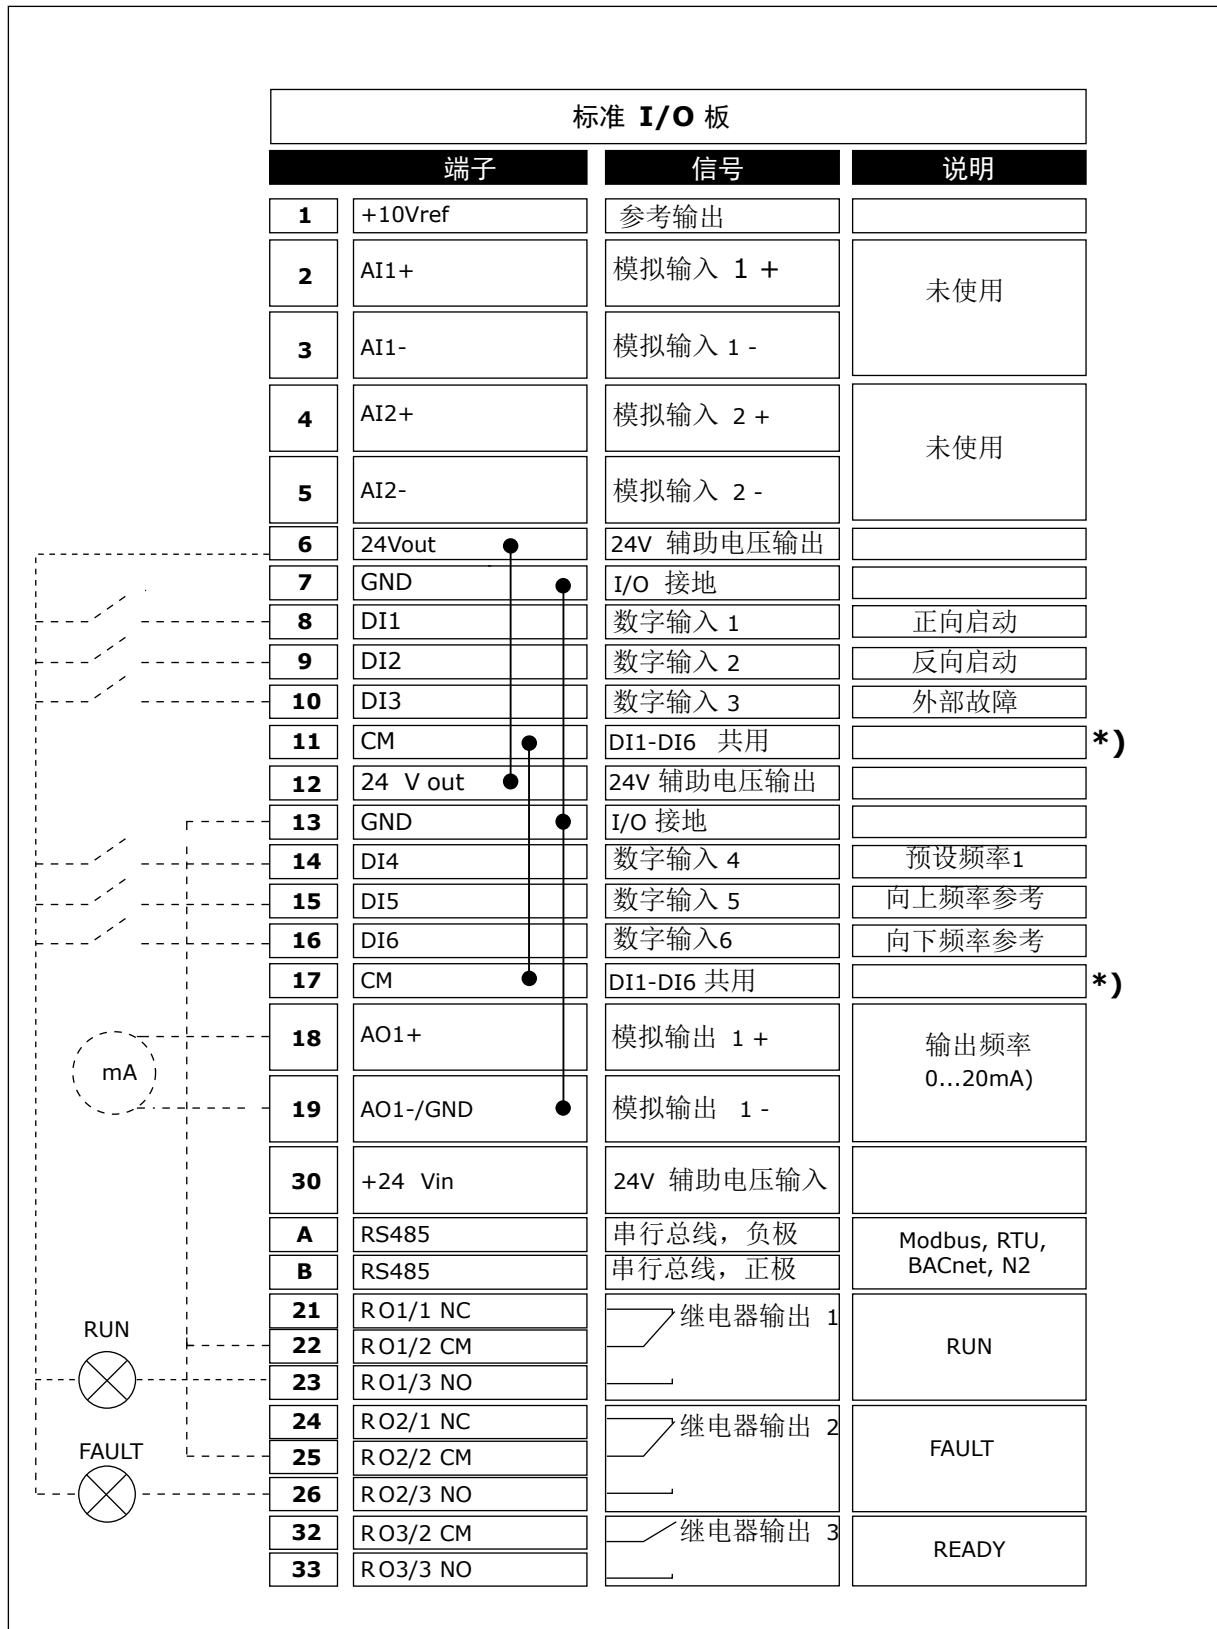 标准 I/O 板
端子 信号 说明
1 +10Vref 参考输出
2 AI1+ 模拟输入 1 +
未使用
3 AI1- 模拟输入 1 -
4 AI2+ 模拟输入 2 +
未使用
5 AI2- 模拟输入 2 -
6 24Vout 24V 辅助电压输出
7 GND I/O 接地
8 DI1 数字输入 1 正向启动
9 DI2 数字输入 2 反向启动
10 DI3 数字输入 3 外部故障
11 CM DI1-DI6 共用 *)
12 24 V out 24V 辅助电压输出
13 GND I/O 接地
14 DI4 数字输入 4 预设频率1
15 DI5 数字输入 5 向上频率参考
16 DI6 数字输入6 向下频率参考
17 CM DI1-DI6 共用 *)
18 AO1+ 模拟输出 1 + 输出频率
mA 0...20mA)
19 AO1-/GND 模拟输出 1 -
30 +24 Vin 24V 辅助电压输入
A RS485 串行总线，负极 Modbus, RTU,
B RS485 串行总线，正极 BACnet, N2
21 RO1/1 NC 继电器输出 1
RUN
22 RO1/2 CM RUN
23 RO1/3 NO
24 RO2/1 NC 继电器输出 2
FAULT FAULT
25 RO2/2 CM
26 RO2/3 NO
32 RO3/2 CM 继电器输出 3
READY
33 RO3/3 NO